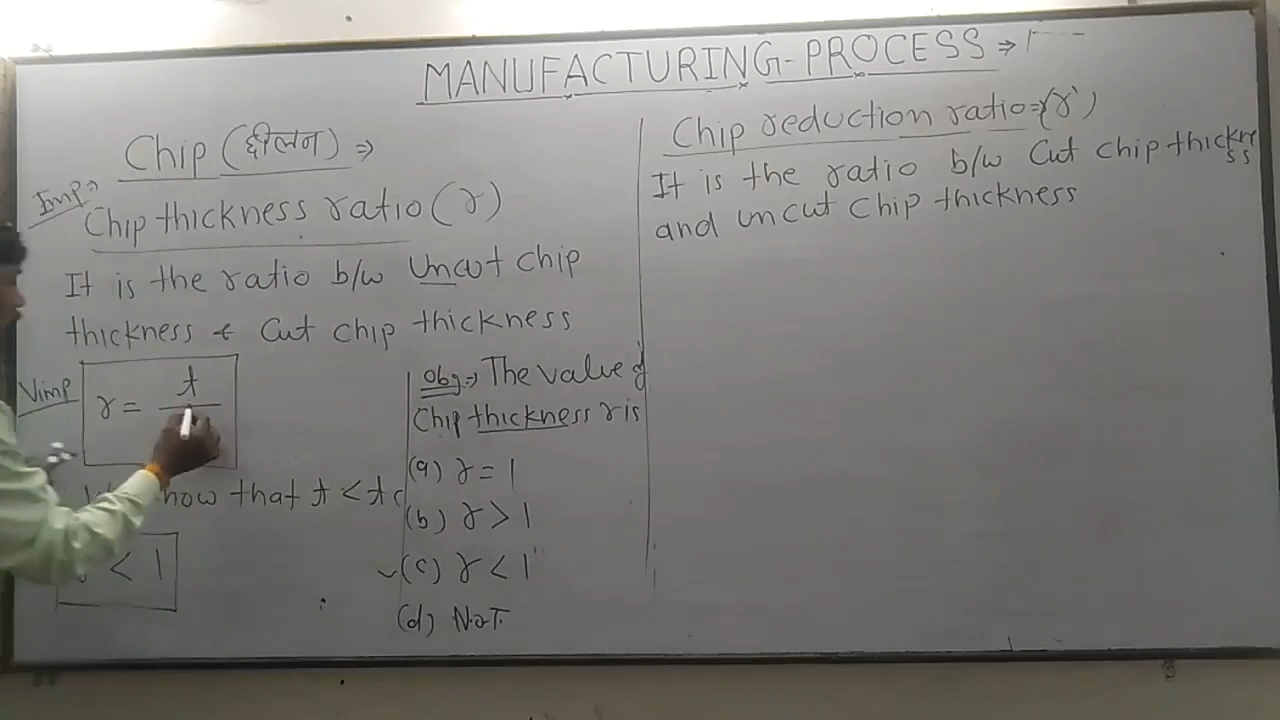 MANUFACTURING-PROCESS ⇒
Chip (छीलन) ⇒
Imp⇒
Chip thickness ratio (r)
It is the ratio b/w Uncut chip
thickness & Cut chip thickness
Vimp
r = t
know that t < tc
< 1
Obj⇒ The value of
Chip thickness r is
(a) r = 1
(b) r > 1
(c) r < 1
(d) N.O.T.
Chip reduction ratio⇒(r')
It is the ratio b/w Cut chip thickness
and uncut chip thickness